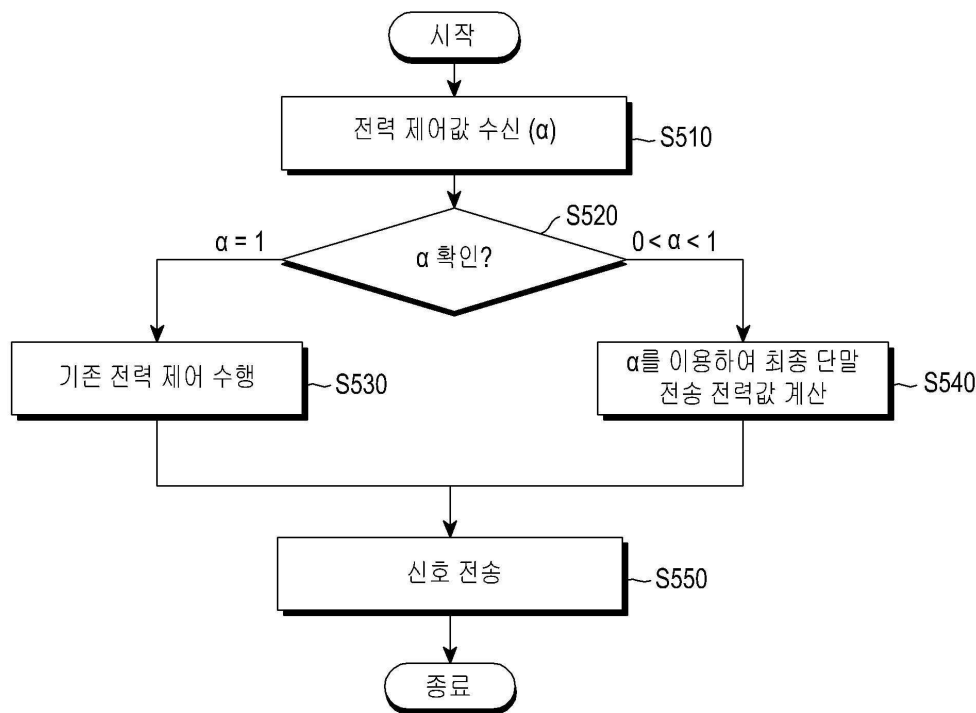 시작
전력 제어값 수신 (α)
S510
S520
α = 1
α 확인?
0 < α < 1
기존 전력 제어 수행
S530
α를 이용하여 최종 단말
전송 전력값 계산
S540
신호 전송
S550
종료